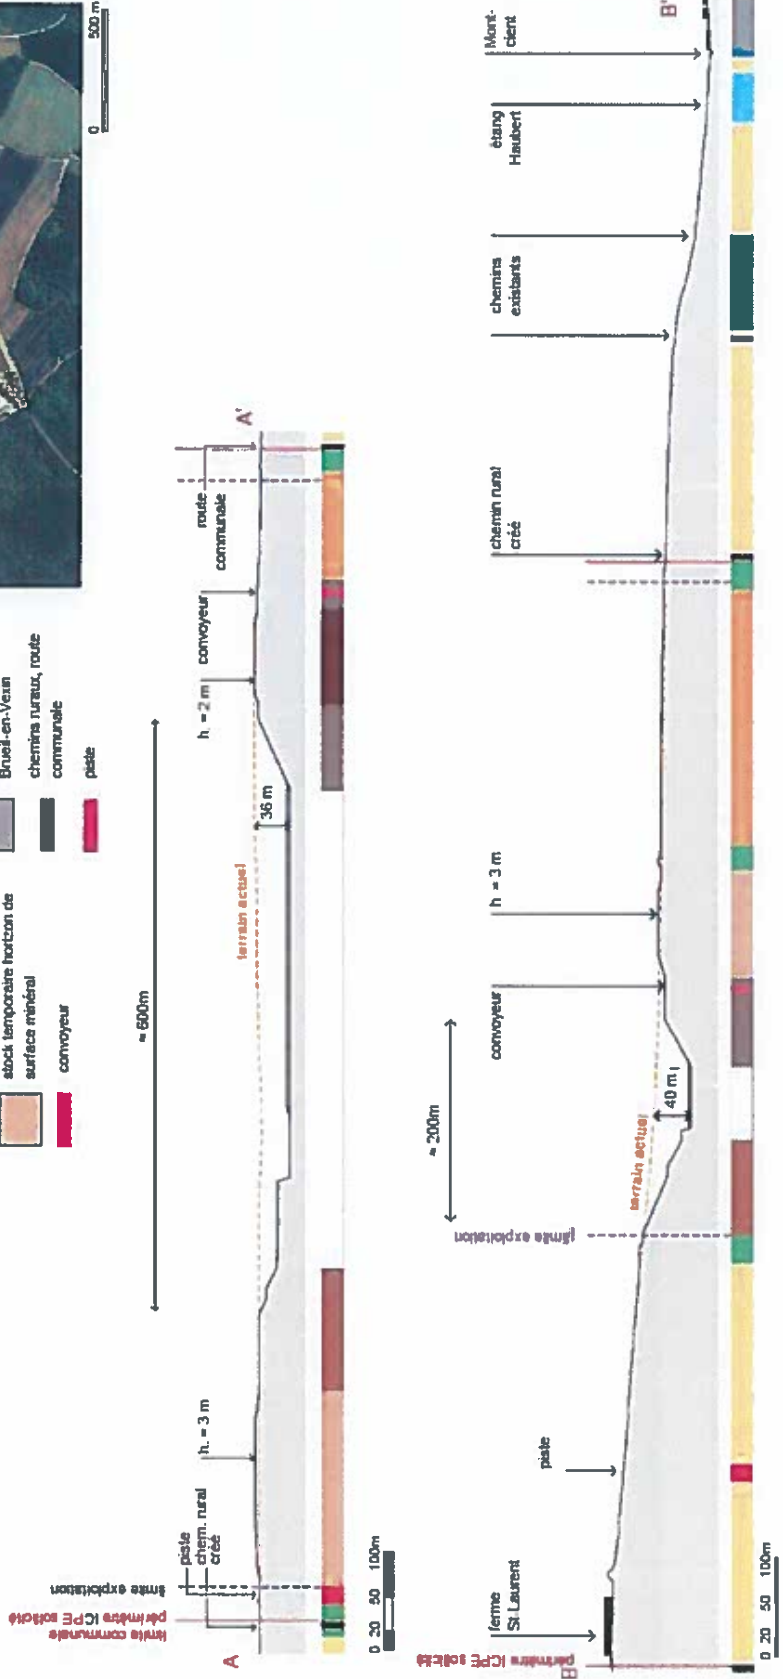 0
500 m
stock temporaire horizon de
surface minéral
convoyeur
Brueil-en-Vexin
chemins ruraux, route
communale
piste
A
limite communale
périmètre ICPE sollicité
limite exploitation
piste
chem. rural
créé
h. = 3 m
≈ 600m
terrain actuel
36 m
h. = 2 m
convoyeur
route
communale
A'
0 20 50 100m
B
périmètre ICPE sollicité
ferme
St Laurent
piste
limite exploitation
≈ 200m
terrain actuel
40 m
convoyeur
h = 3 m
chemin rural
créé
chemins
existants
étang
Haubert
Mont-
cient
B'
0 20 50 100m